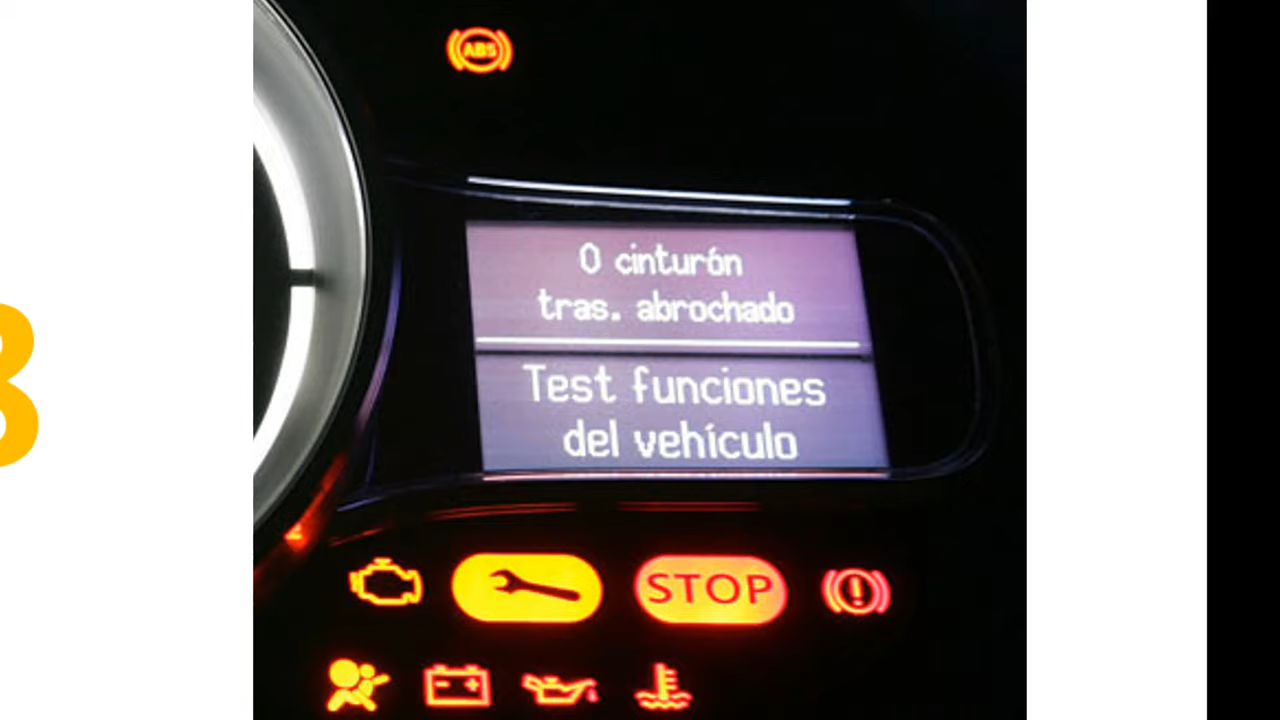 ABS
0 cinturón
tras. abrochado
Test funciones
del vehículo
STOP